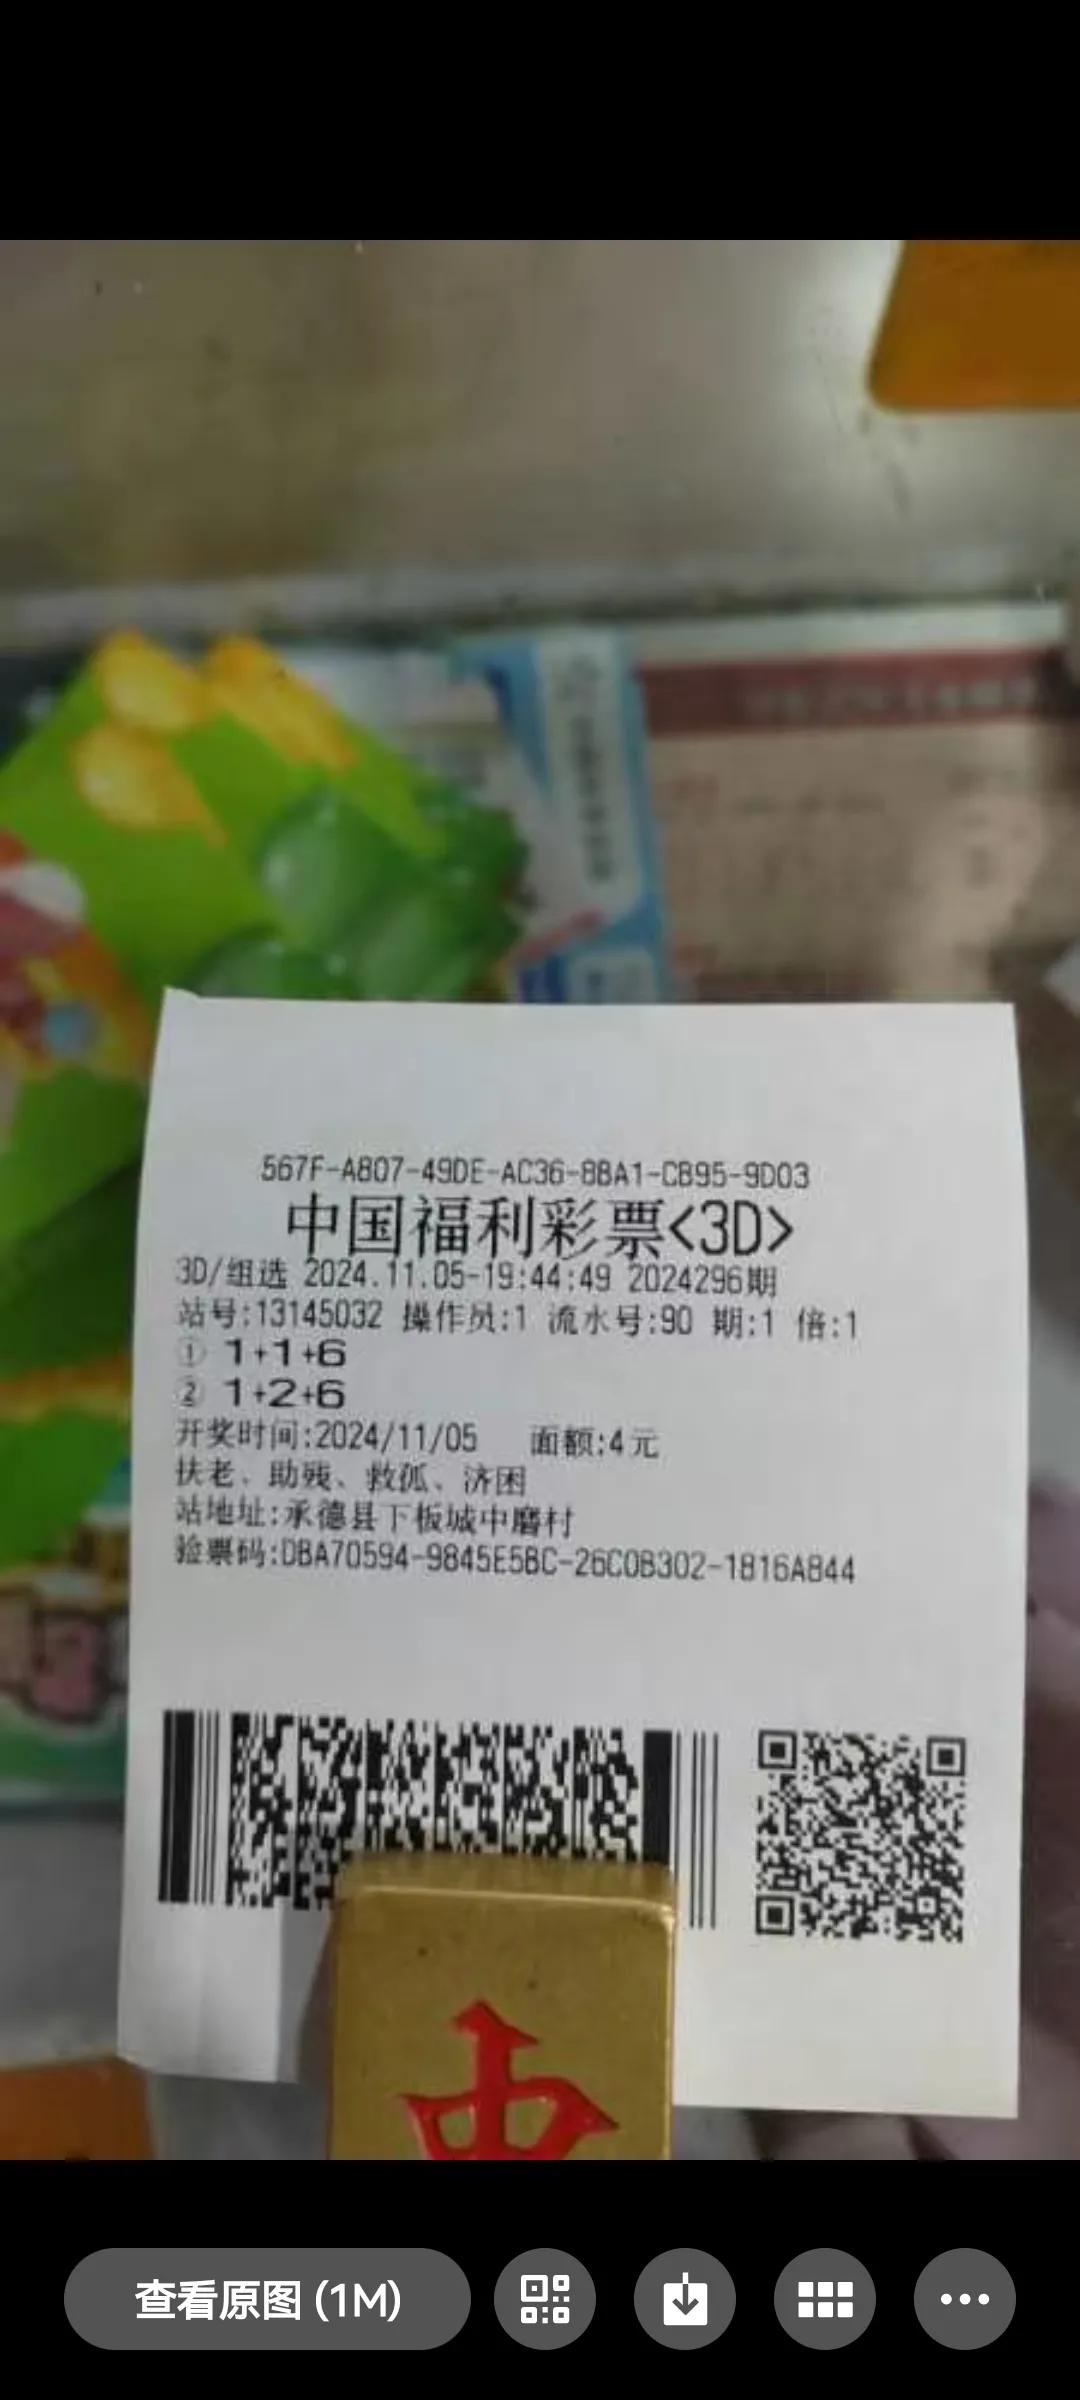 567F-A807-49DE-AC36-8BA1-CB95-9D03
中国福利彩票<3D>
3D/组选 2024.11.05-19:44:49 2024296期
站号:13145032 操作员:1 流水号:90 期:1 倍:1
① 1+1+6
② 1+2+6
开奖时间:2024/11/05 面额:4元
扶老、助残、救孤、济困
站地址:承德县下板城中磨村
验票码:DBA70594-9845E5BC-26C0B302-1816AB44
中
查看原图 (1M)